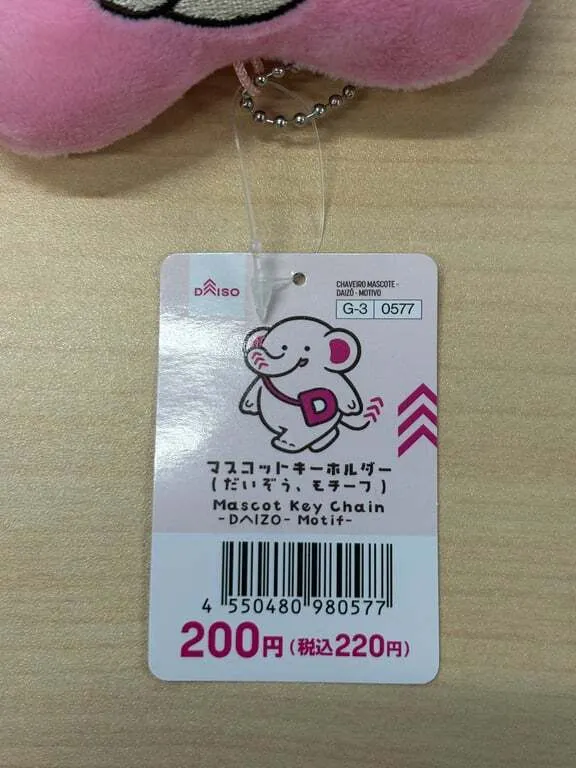 DAISO
CHAVEIRO MASCOTE -
DAIZÔ - MOTIVO
G-3 0577
D
マスコットキーホルダー
(だいぞう、モチーフ)
Mascot Key Chain
-DAIZO- Motif-
4 550480 980577
200円(税込220円)